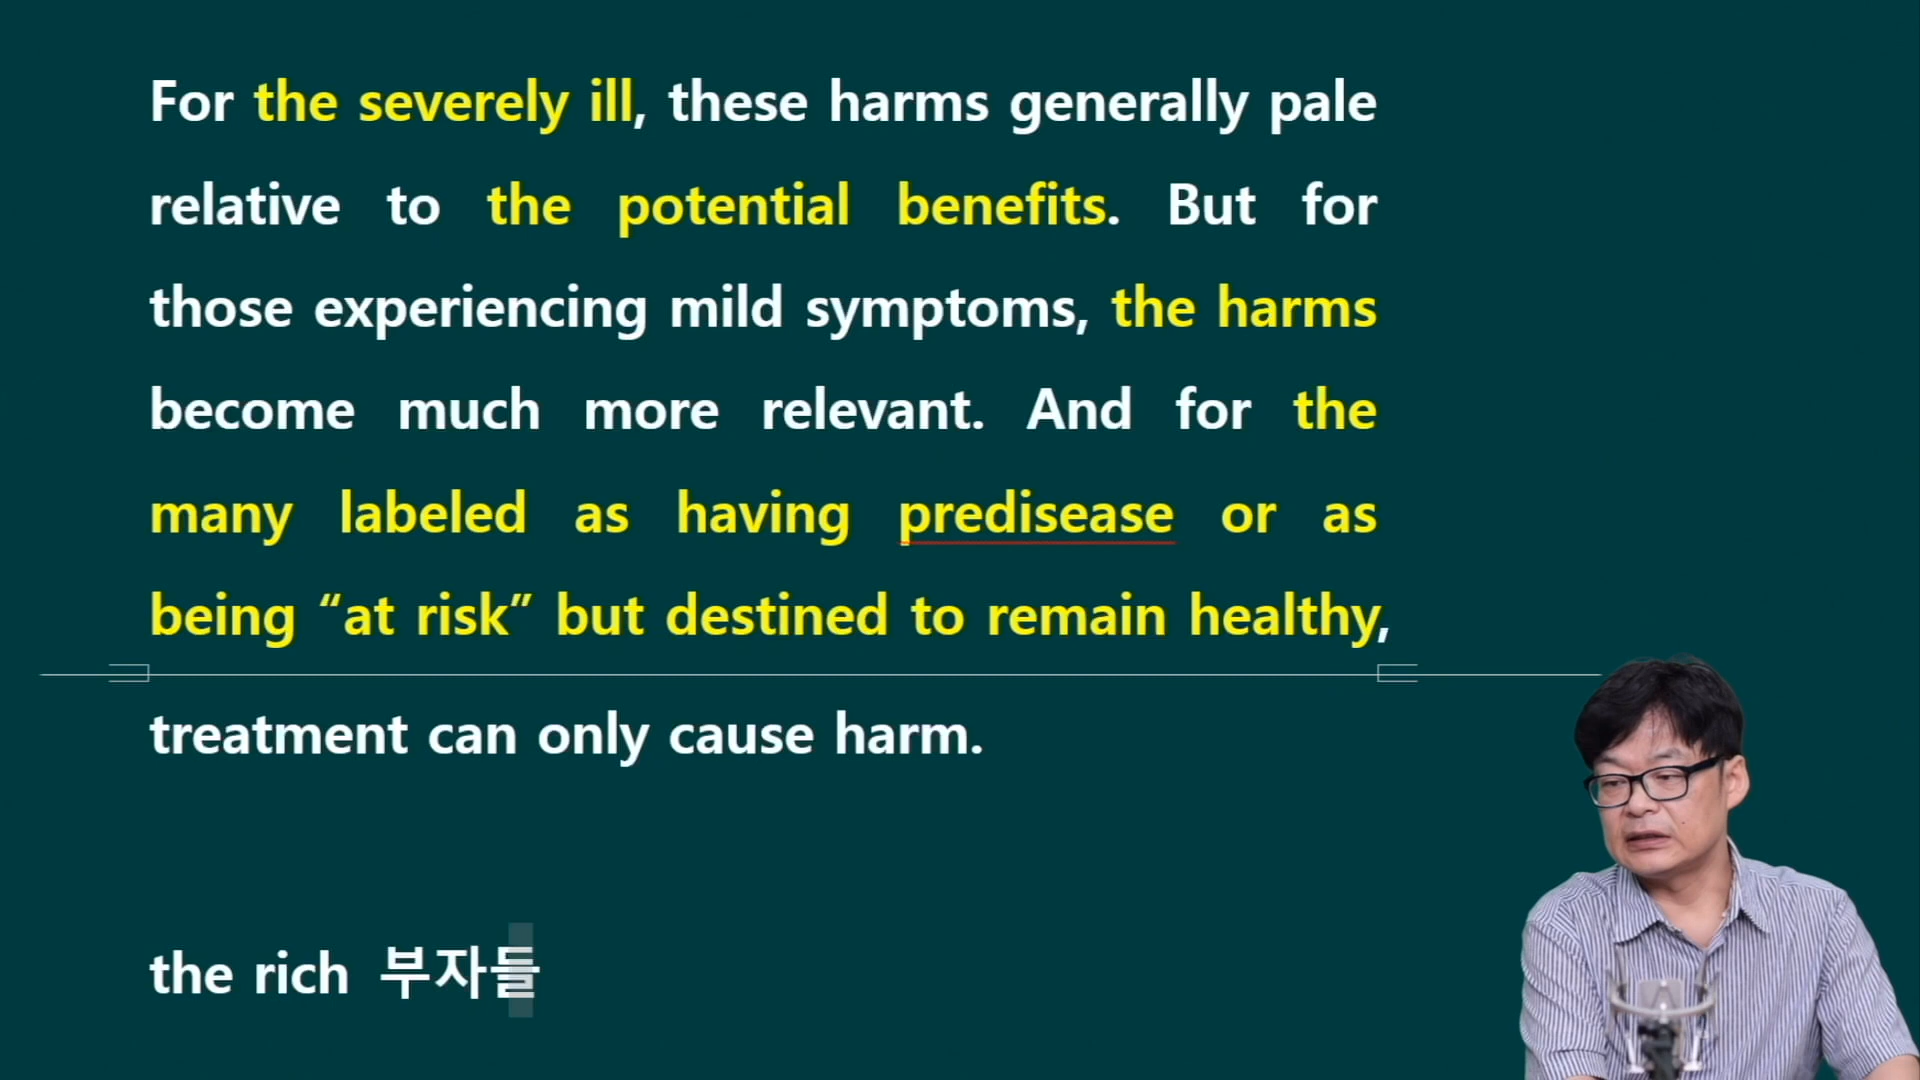 For the severely ill, these harms generally pale
relative to the potential benefits. But for
those experiencing mild symptoms, the harms
become much more relevant. And for the
many labeled as having predisease or as
being “at risk” but destined to remain healthy,
treatment can only cause harm.
the rich 부자들